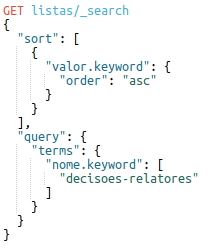 GET listas/_search
{
  "sort": [
    {
      "valor.keyword": {
        "order": "asc"
      }
    }
  ],
  "query": {
    "terms": {
      "nome.keyword": [
        "decisoes-relatores"
      ]
    }
  }
}